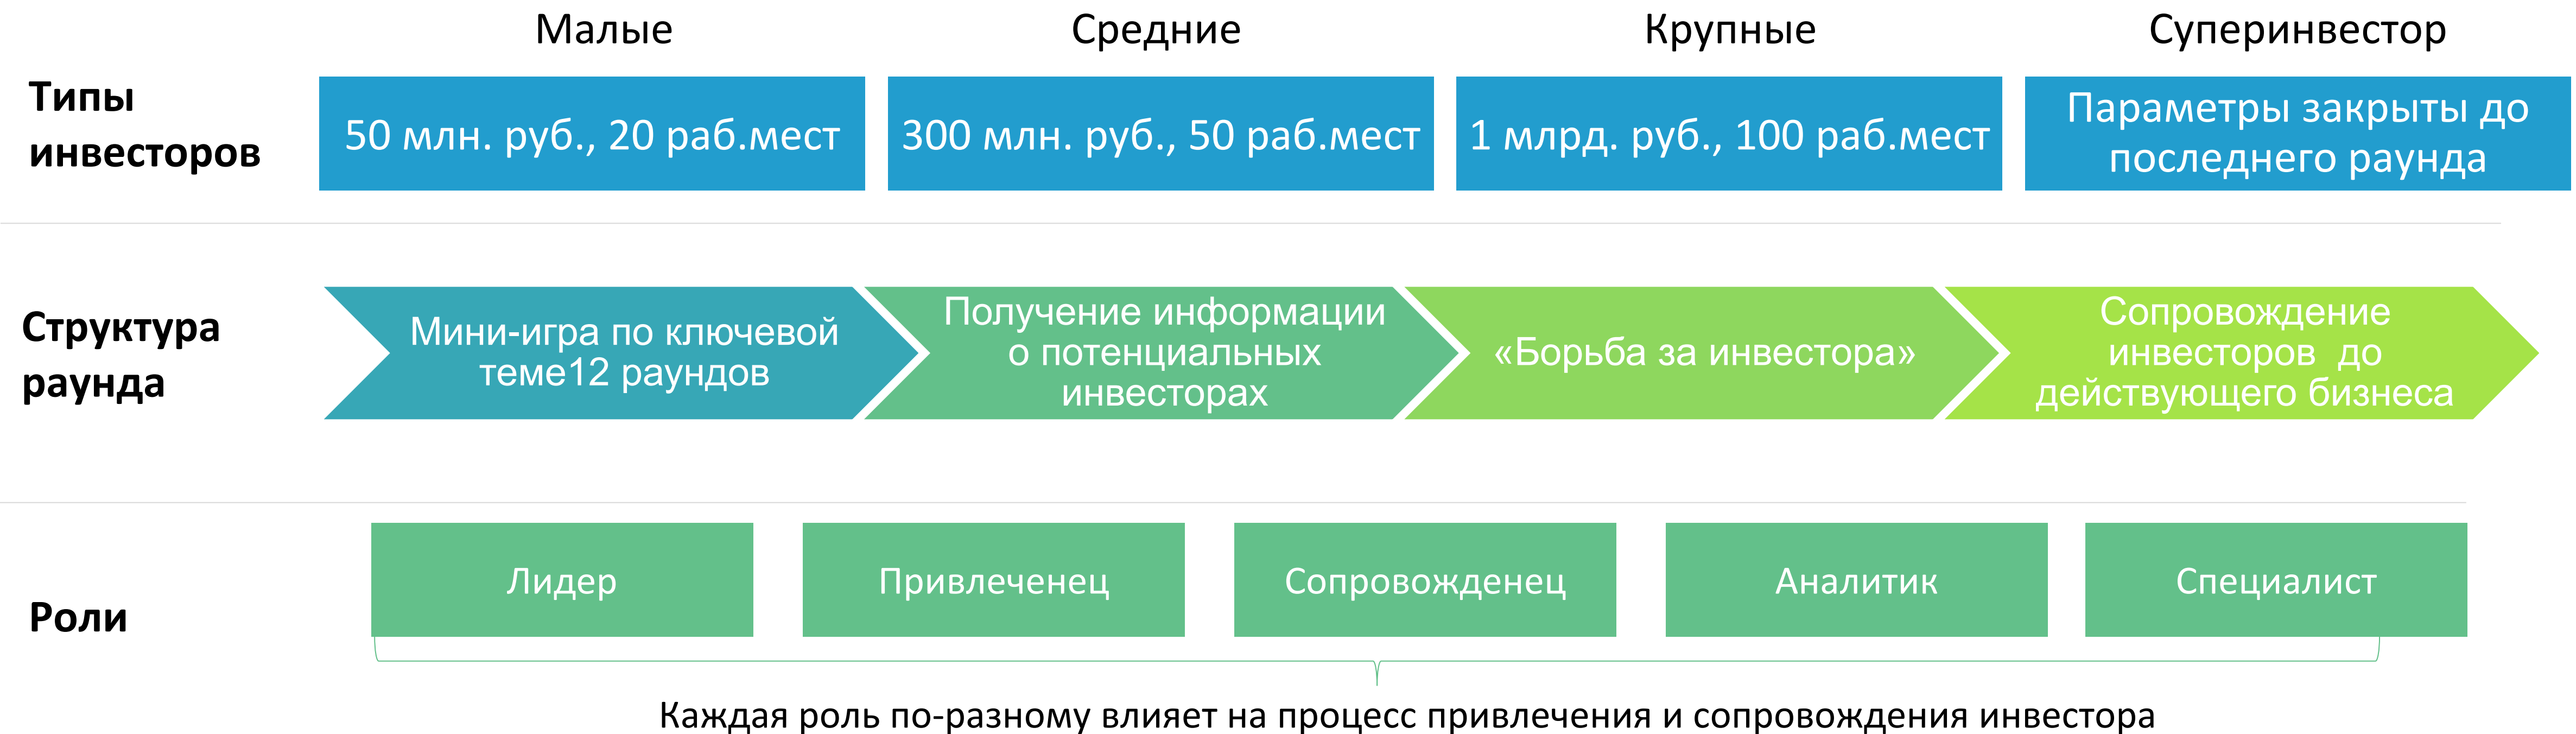 Малые
Средние
Крупные
Суперинвестор
Типы
инвесторов
50 млн. руб., 20 раб.мест
300 млн. руб., 50 раб.мест
1 млрд. руб., 100 раб.мест
Параметры закрыты до
последнего раунда
Структура
раунда
Мини-игра по ключевой
теме12 раундов
Получение информации
о потенциальных
инвесторах
«Борьба за инвестора»
Сопровождение
инвесторов до
действующего бизнеса
Роли
Лидер
Привлеченец
Сопровожденец
Аналитик
Специалист
Каждая роль по-разному влияет на процесс привлечения и сопровождения инвестора